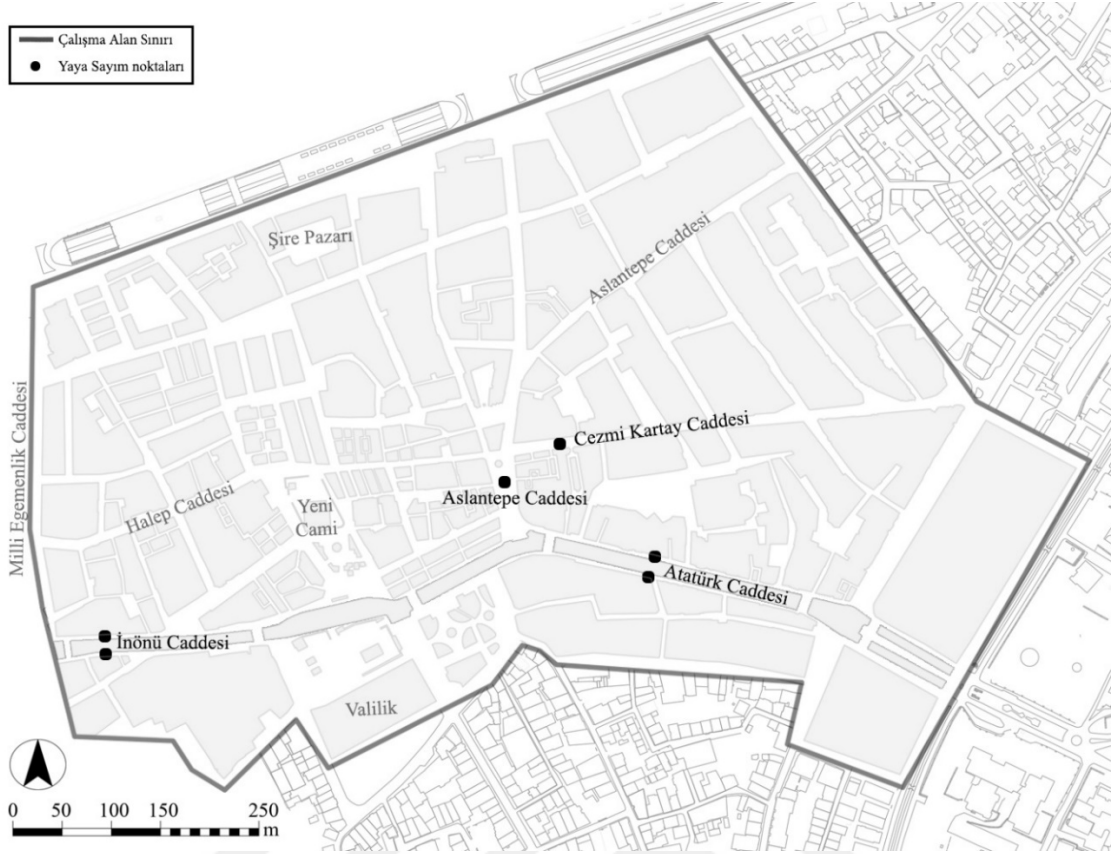 Çalışma Alan Sınırı
Yaya Sayım noktaları
Şire Pazarı
Aslantepe Caddesi
Milli Egemenlik Caddesi
Cezmi Kartay Caddesi
Halep Caddesi
Yeni
Cami
Aslantepe Caddesi
Atatürk Caddesi
İnönü Caddesi
Valilik
0 50 100 150 250
m